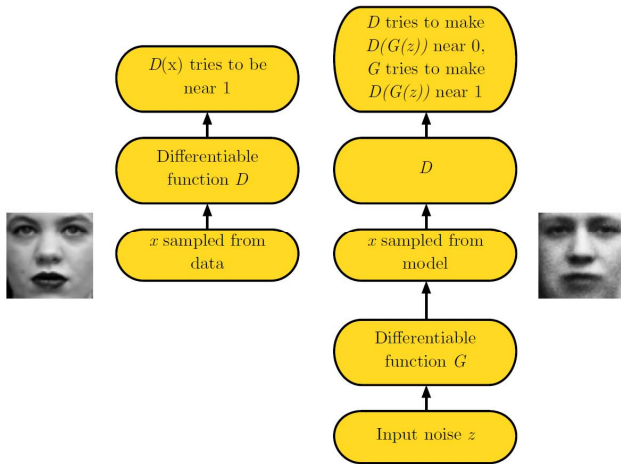 D(x) tries to be
near 1
Differentiable
function D
x sampled from
data
D tries to make
D(G(z)) near 0,
G tries to make
D(G(z)) near 1
D
x sampled from
model
Differentiable
function G
Input noise z